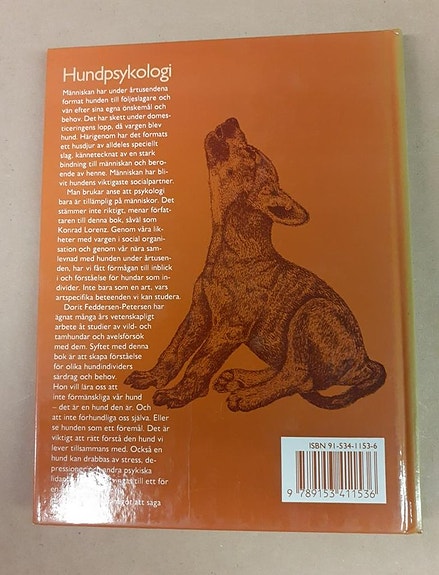 Hundpsykologi
Människan har under årtusendena
format hunden till följeslagare och
vän efter sina egna önskemål och
behov. Det har skett under domes-
ticeringens lopp, då vargen blev
hund. Härigenom har det formats
ett husdjur av alldeles speciellt
slag, kännetecknat av en stark
bindning till människan och bero-
ende av henne. Människan har bli-
vit hundens viktigaste socialpartner.
Man brukar anse att psykologi
bara är tillämplig på människor. Det
stämmer inte riktigt, menar förfat-
taren till denna bok, såväl som
Konrad Lorenz. Genom våra lik-
heter med vargen i social organi-
sation och genom vår nära sam-
levnad med hunden under årtusen-
den, har vi fått förmågan till inblick
i och förståelse för hundar som in-
divider. Inte bara som en art, vars
artspecifika beteenden vi kan studera.
Dorit Feddersen-Petersen har
ägnat många års vetenskapligt
arbete åt studier av vild- och
tamhundar och avelsförsök
med dem. Syftet med denna
bok är att skapa förståelse
för olika hundindividers
särdrag och behov.
Hon vill lära oss att
inte förmänskliga vår hund
– det är en hund den är. Och
att inte förhundliga oss själva. Eller
se hunden som ett föremål. Det är
viktigt att rätt förstå den hund vi
lever tillsammans med. Också en
hund kan drabbas av stress, de-
pressioner och andra psykiska
till ett för
att säga
ISBN 91-534-1153-6
9 789153 411536